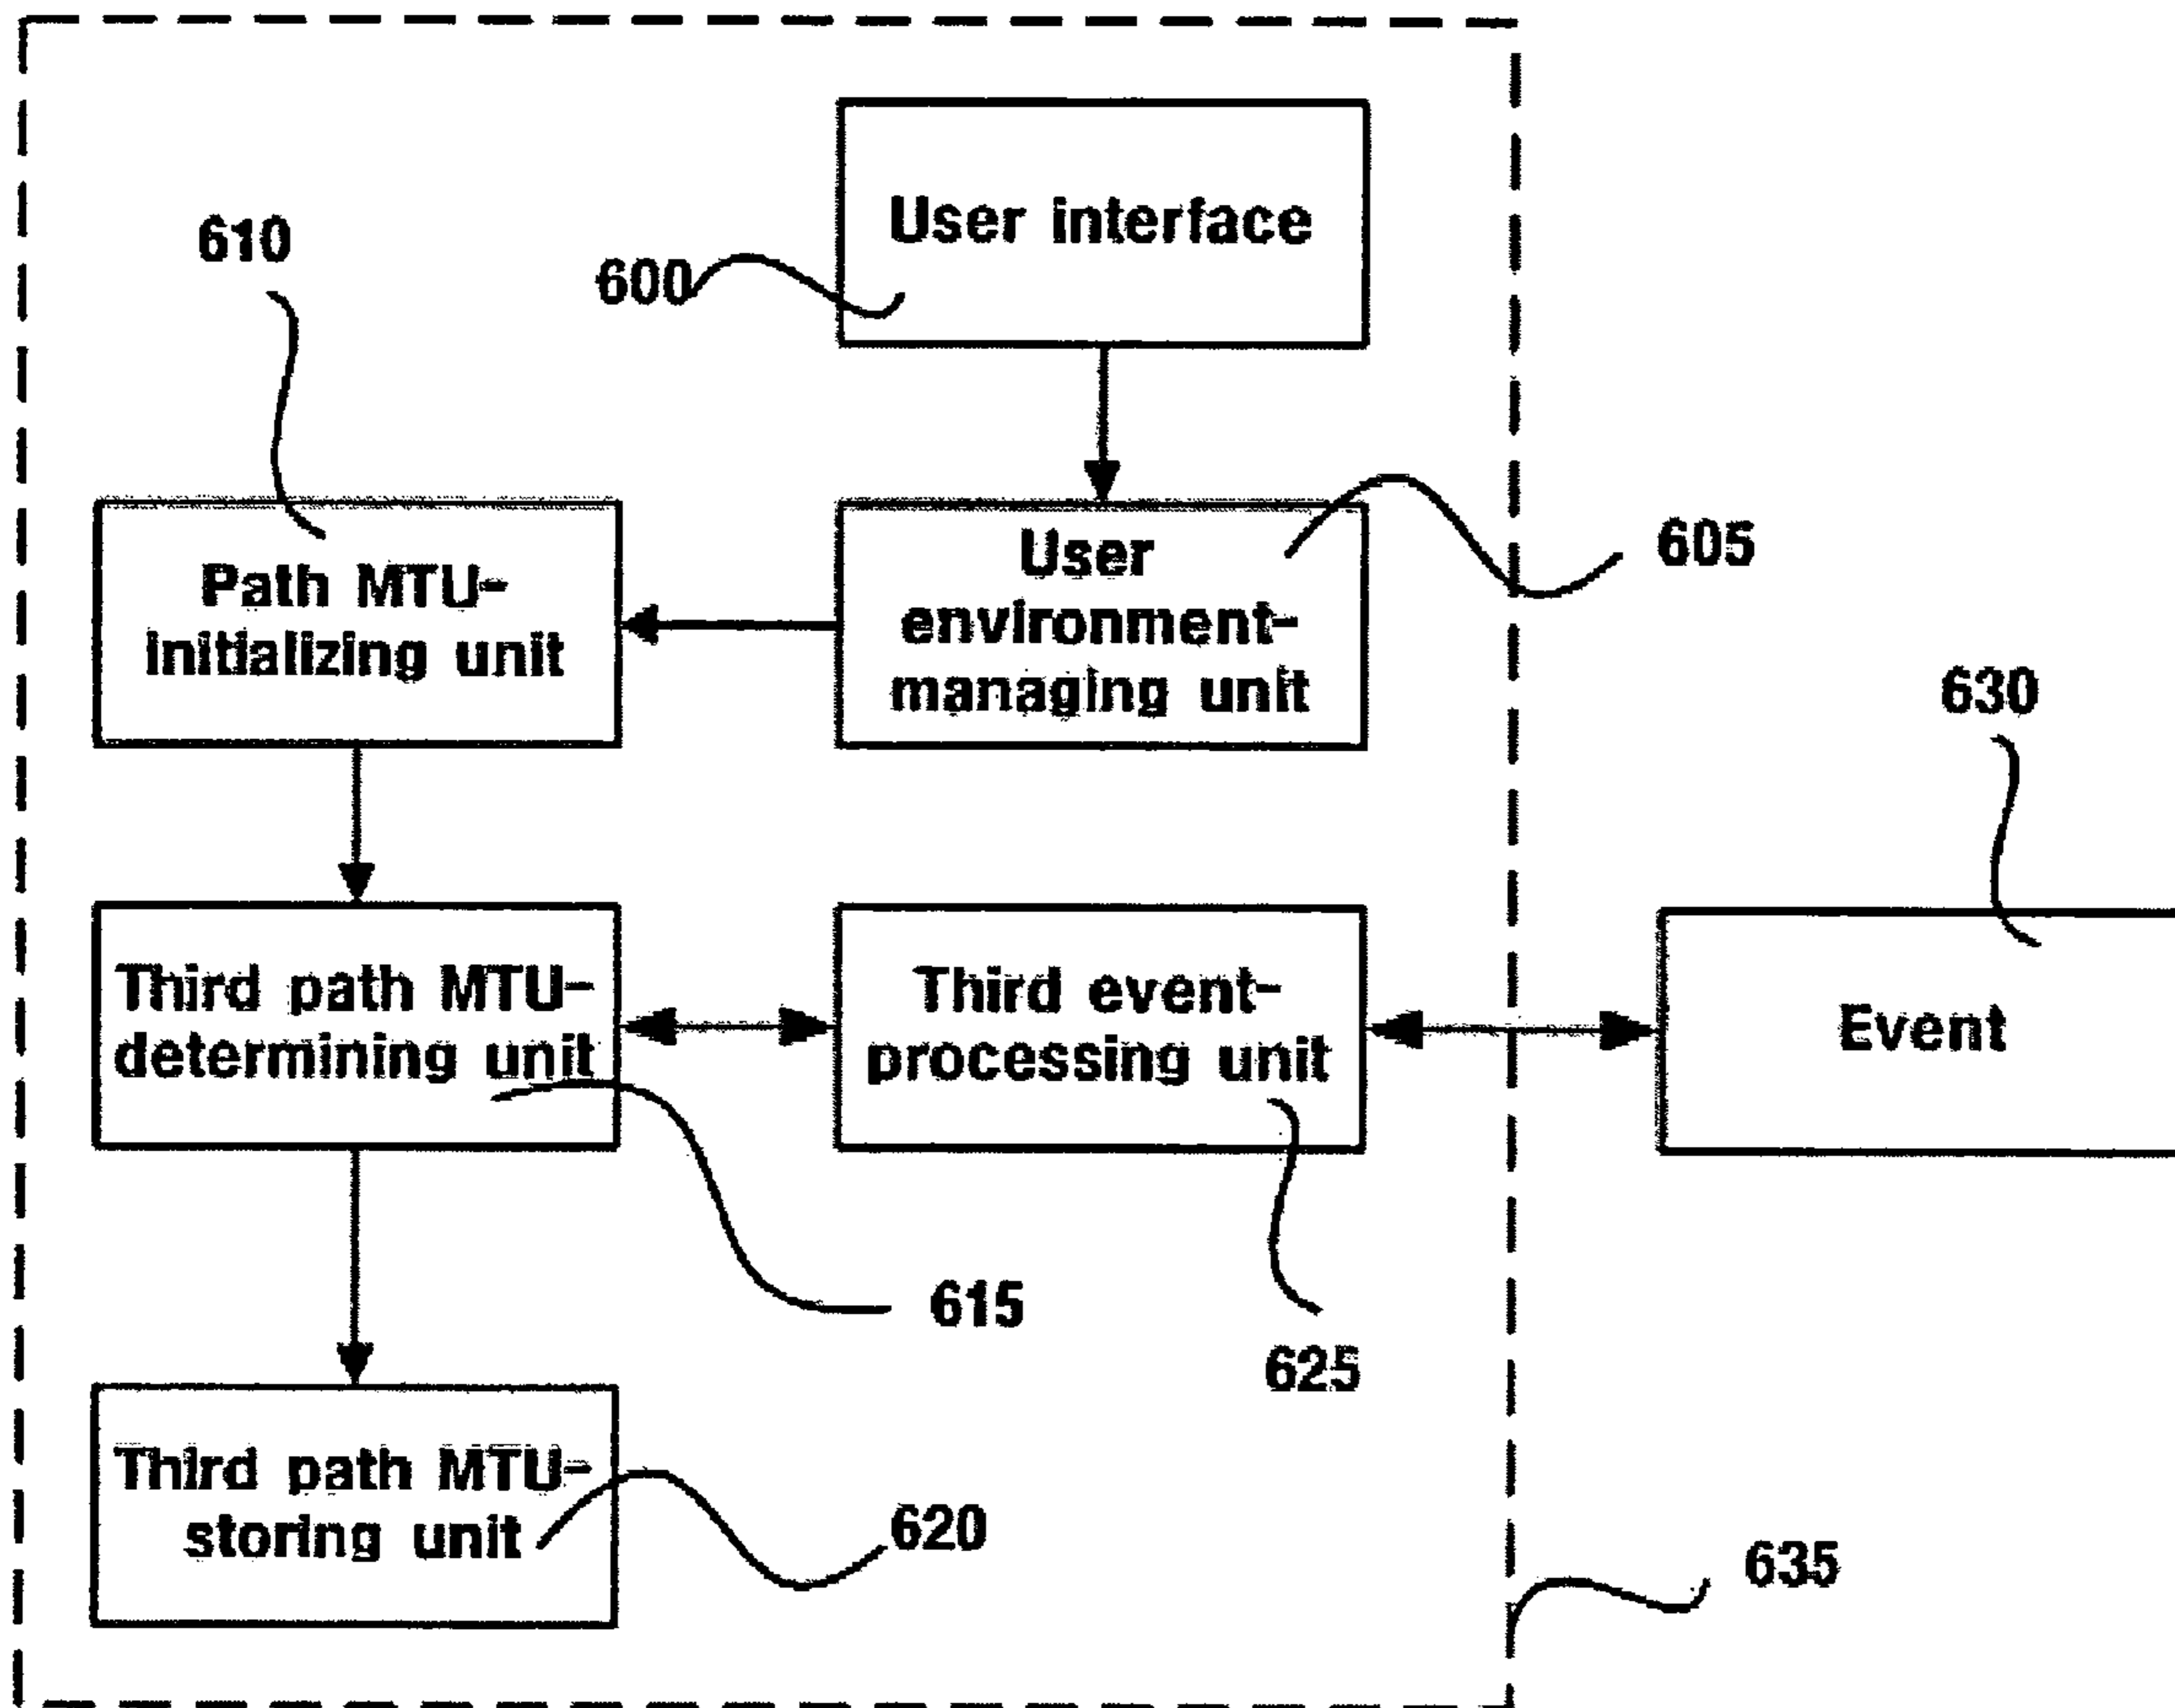 User interface
610
600
User
environment-
managing unit
605
Path MTU-
initializing unit
630
Third path MTU-
determining unit
Third event-
processing unit
Event
615
625
Third path MTU-
storing unit
620
635